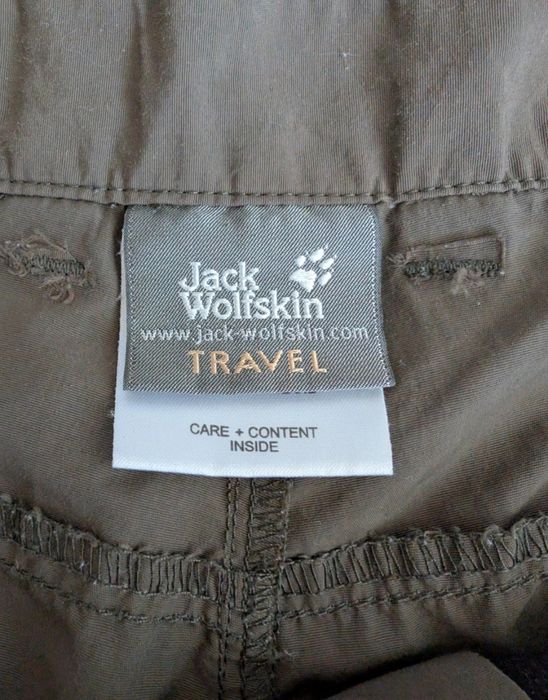 Jack
Wolfskin
www.jack-wolfskin.com
TRAVEL
CARE + CONTENT
INSIDE